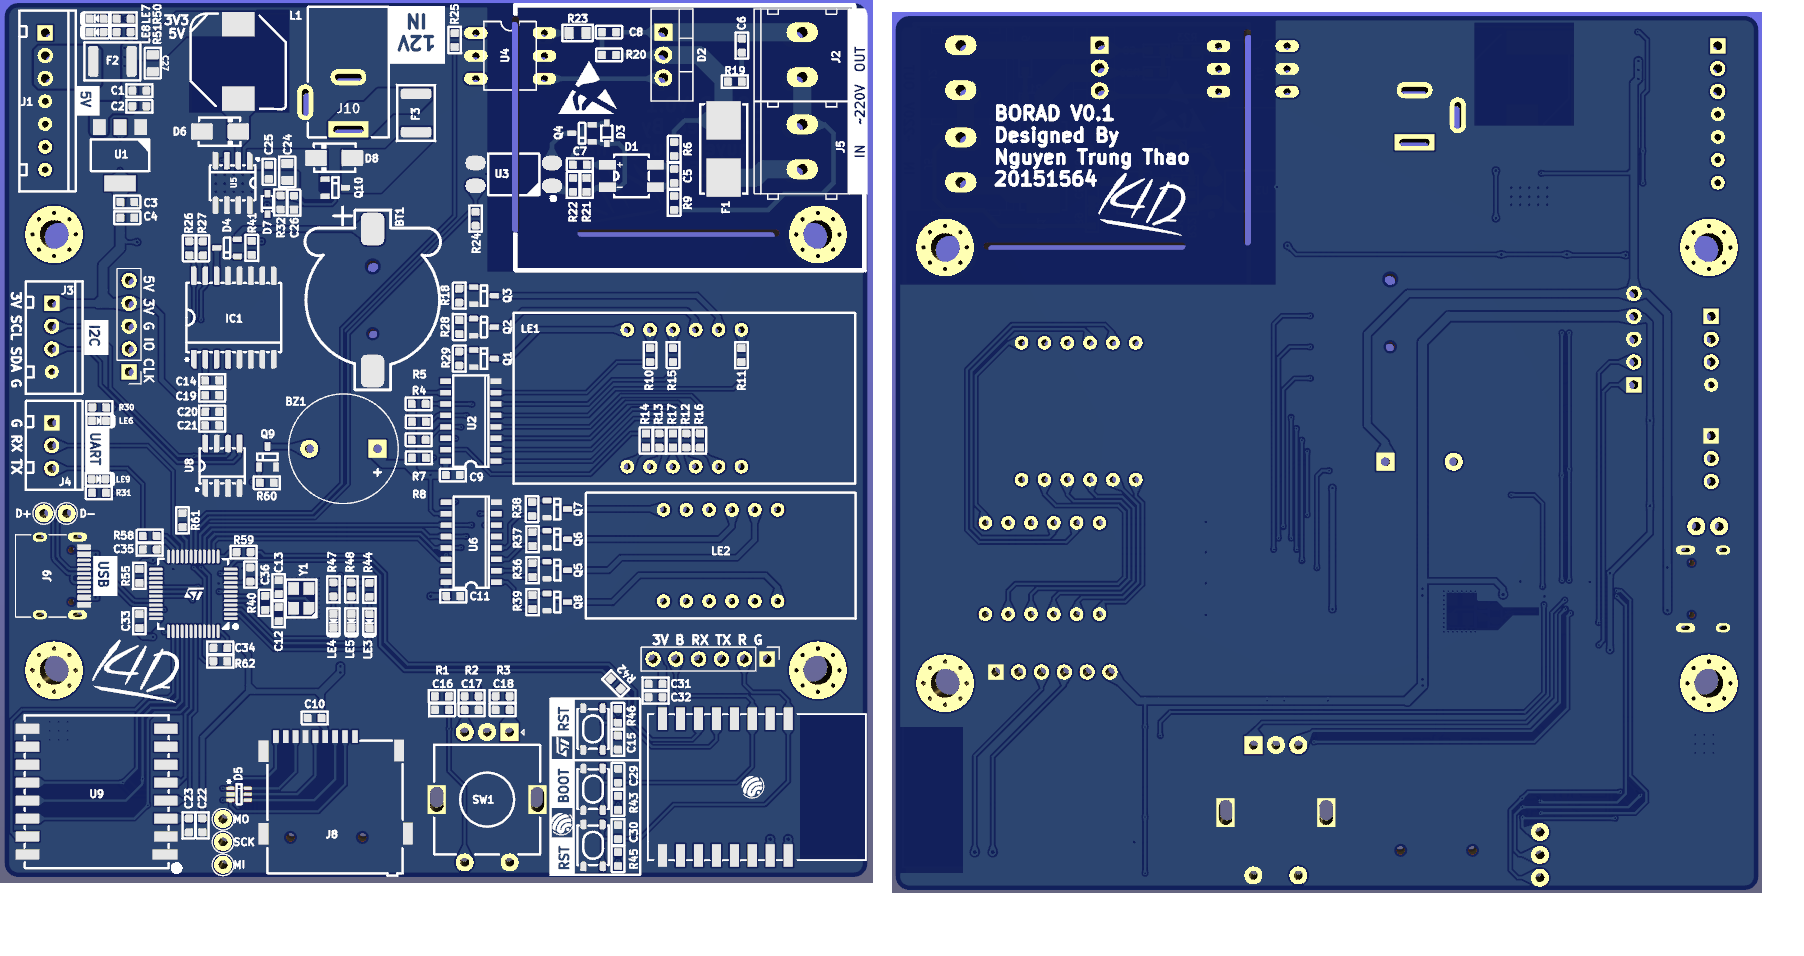 LE7
R50
LE8
R51
3V3
5V
L1
12V
IN
R25
U4
R23
C8
R20
D2
C6
R19
J2
OUT
~220V
F2
C37
C1
C2
J1
5V
J10
F3
D6
U1
C25
C24
D8
Q10
U5
Q4
D3
D1
C7
R6
C5
R9
F1
J5
IN
U3
R22
R21
C3
C4
R26
R27
D4
R41
D7
R32
C26
BT1
R24
J3
3V SCL SDA G
I2C
5V 3V G IO CLK
IC1
R18
Q3
R28
Q2
R29
Q1
LE1
R10
R15
R11
C14
C19
C20
C21
R5
R4
BZ1
U2
R14
R13
R17
R12
R16
R30
LE6
G RX TX
UART
J4
LE9
R31
Q9
U8
R60
+
R7
R8
C9
D+
D-
R61
R58
C35
R59
J9
USB
R55
C33
C36
C13
R40
C12
Y1
R47
R48
R44
LE4
LE5
LE3
U6
C11
R38
Q7
R37
Q6
R36
Q5
R39
Q8
LE2
3V B RX TX R G
C34
R62
K4D
R1
R2
R3
C16
C17
C18
R42
C31
C32
C10
U9
C23
C22
D5
MO
SCK
MI
J8
SW1
RST
R46
C15
BOOT
C29
R43
RST
C30
R45
BORAD V0.1
Designed By
Nguyen Trung Thao
20151564
K4D